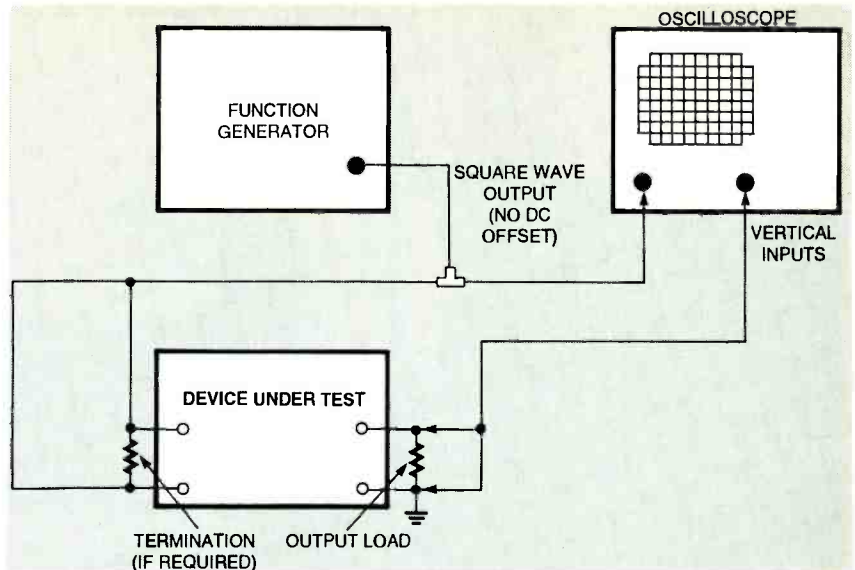 OSCILLOSCOPE
FUNCTION
GENERATOR
SQUARE WAVE
OUTPUT
(NO DC
OFFSET)
VERTICAL
INPUTS
DEVICE UNDER TEST
TERMINATION
(IF REQUIRED)
OUTPUT LOAD